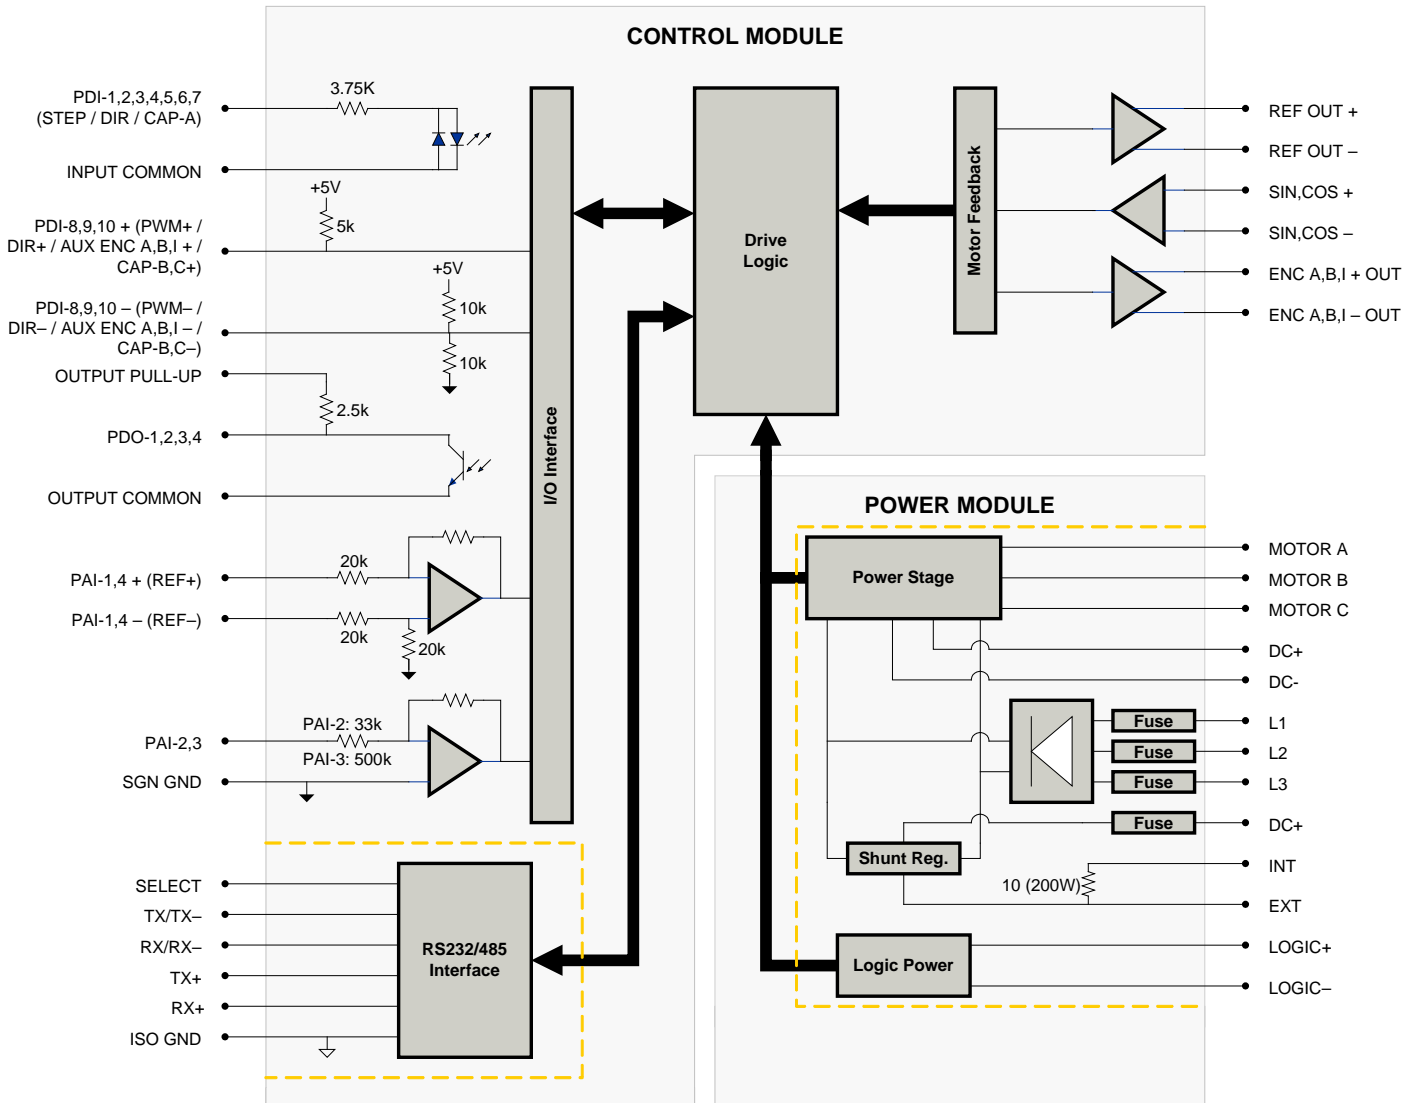 CONTROL MODULE
PDI-1,2,3,4,5,6,7
(STEP / DIR / CAP-A)
3.75K
INPUT COMMON
+5V
5k
PDI-8,9,10 + (PWM+ /
DIR+ / AUX ENC A,B,I + /
CAP-B,C+)
+5V
10k
PDI-8,9,10 – (PWM– /
DIR– / AUX ENC A,B,I – /
CAP-B,C–)
10k
OUTPUT PULL-UP
2.5k
PDO-1,2,3,4
OUTPUT COMMON
PAI-1,4 + (REF+)
20k
PAI-1,4 – (REF–)
20k
20k
PAI-2,3
PAI-2: 33k
PAI-3: 500k
SGN GND
I/O Interface
Drive
Logic
Motor Feedback
REF OUT +
REF OUT –
SIN,COS +
SIN,COS –
ENC A,B,I + OUT
ENC A,B,I – OUT
SELECT
TX/TX–
RX/RX–
TX+
RX+
ISO GND
RS232/485
Interface
POWER MODULE
Power Stage
MOTOR A
MOTOR B
MOTOR C
DC+
DC-
Fuse
L1
Fuse
L2
Fuse
L3
Fuse
DC+
Shunt Reg.
10 (200W)
INT
EXT
Logic Power
LOGIC+
LOGIC–